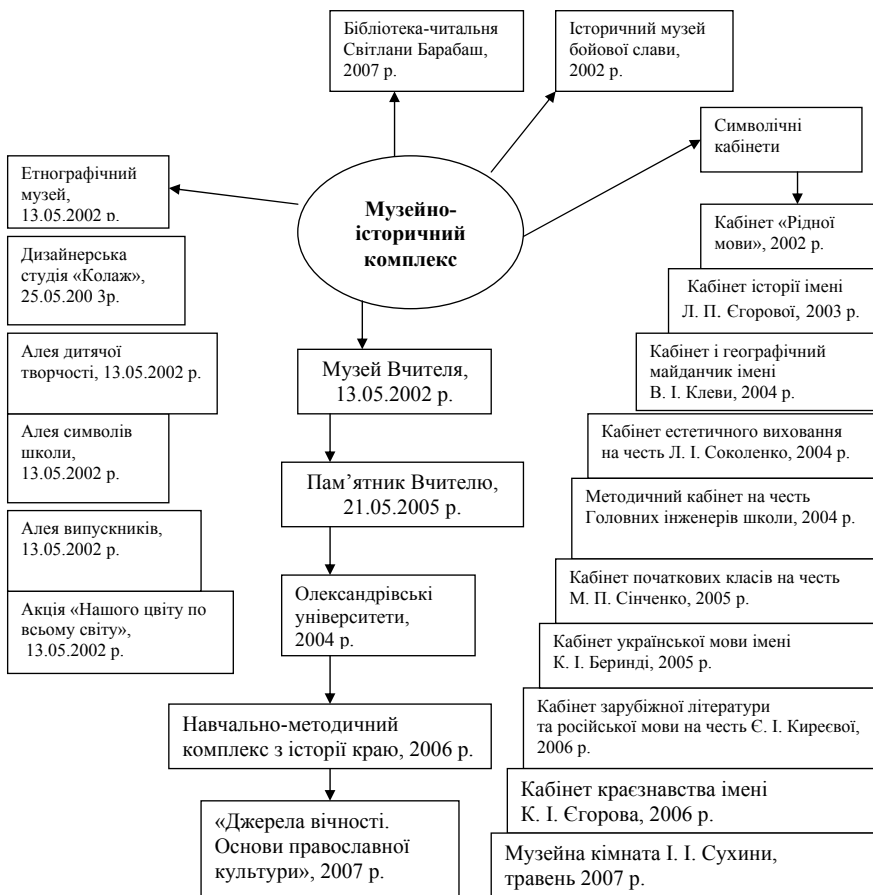 Бібліотека-читальня
Світлани Барабаш,
2007 р.
Історичний музей
бойової слави,
2002 р.
Символічні
кабінети
Етнографічний
музей,
13.05.2002 р.
Музейно-
історичний
комплекс
Кабінет «Рідної
мови», 2002 р.
Дизайнерська
студія «Колаж»,
25.05.200 3р.
Кабінет історії імені
Л. П. Єгорової, 2003 р.
Алея дитячої
творчості, 13.05.2002 р.
Музей Вчителя,
13.05.2002 р.
Кабінет і географічний
майданчик імені
В. І. Клеви, 2004 р.
Алея символів
школи,
13.05.2002 р.
Кабінет естетичного виховання
на честь Л. І. Соколенко, 2004 р.
Пам’ятник Вчителю,
21.05.2005 р.
Методичний кабінет на честь
Головних інженерів школи, 2004 р.
Алея випускників,
13.05.2002 р.
Олександрівські
університети,
2004 р.
Кабінет початкових класів на честь
М. П. Сінченко, 2005 р.
Акція «Нашого цвіту по
всьому світу»,
13.05.2002 р.
Кабінет української мови імені
К. І. Беринді, 2005 р.
Кабінет зарубіжної літератури
та російської мови на честь Є. І. Киреєвої,
2006 р.
Навчально-методичний
комплекс з історії краю, 2006 р.
Кабінет краєзнавства імені
К. І. Єгорова, 2006 р.
«Джерела вічності.
Основи православної
культури», 2007 р.
Музейна кімната І. І. Сухини,
травень 2007 р.